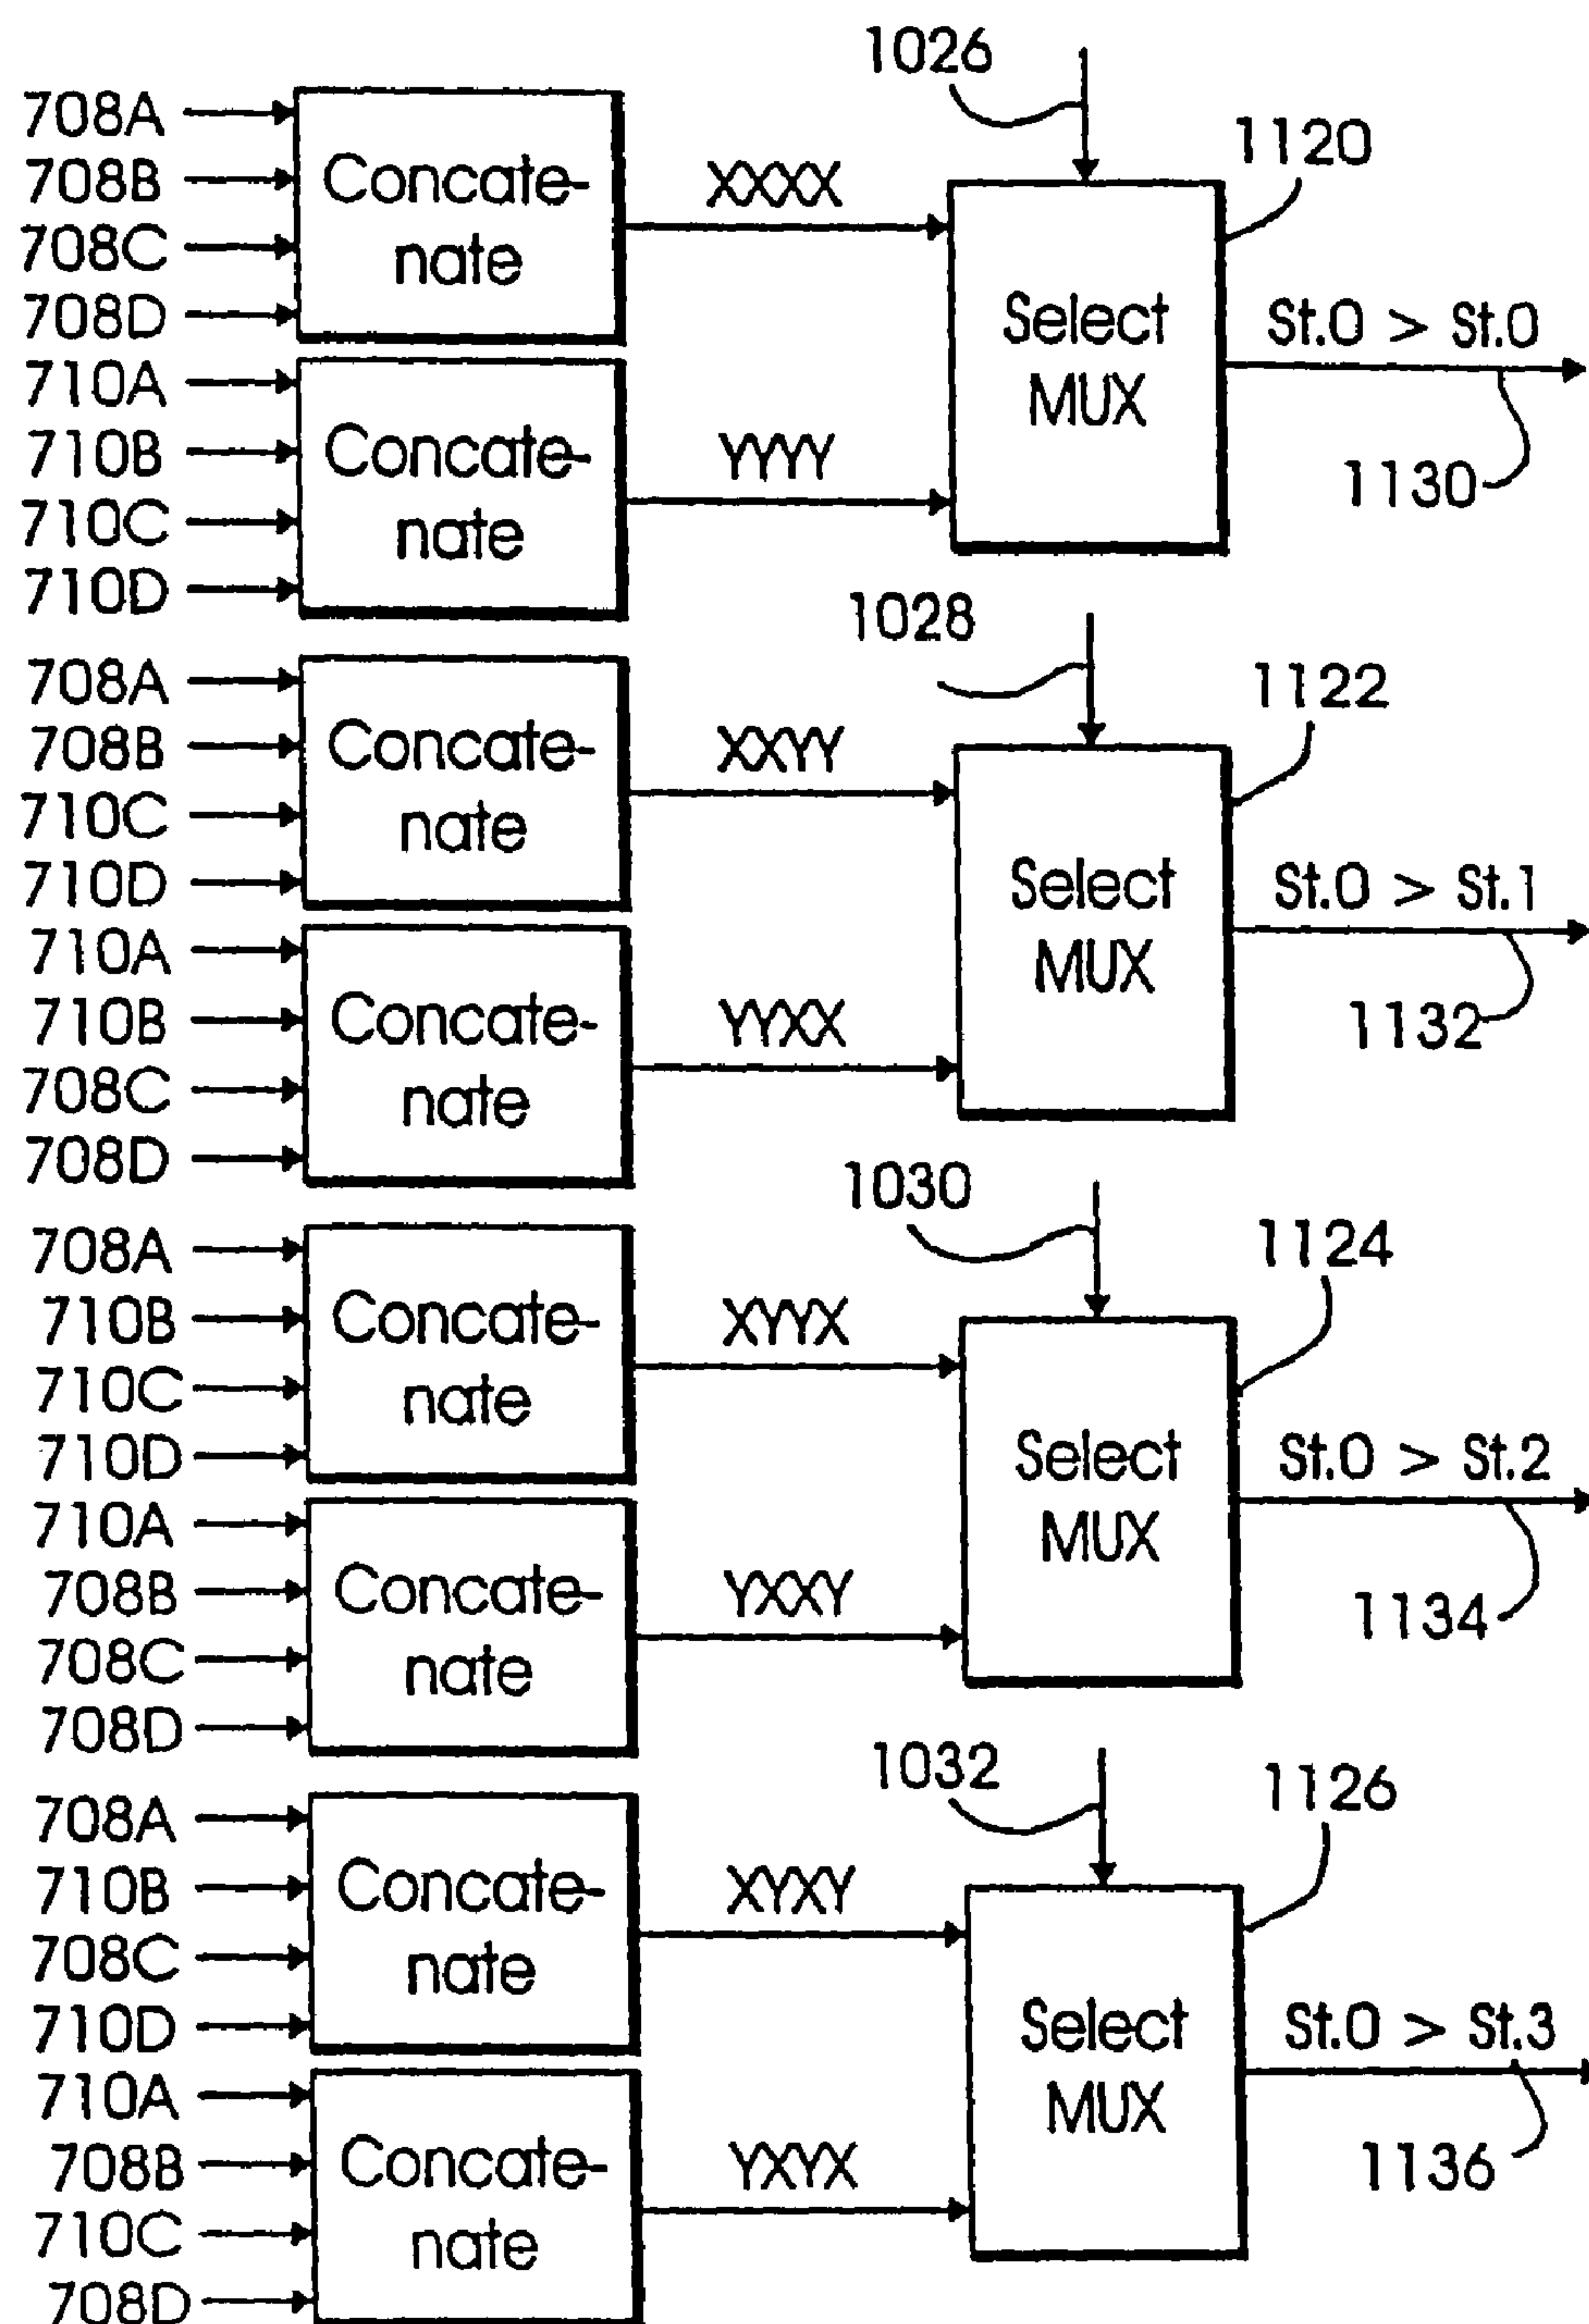 1026
708A
708B
708C
708D
Concate-
nate
XXXX
1120
Select
MUX
St.0 > St.0
1130
710A
710B
710C
710D
Concate-
nate
YYYY
1028
708A
708B
710C
710D
Concate-
nate
XXYY
1122
Select
MUX
St.0 > St.1
1132
710A
710B
708C
708D
Concate-
nate
YYXX
1030
708A
710B
710C
710D
Concate-
nate
XYYX
1124
Select
MUX
St.0 > St.2
1134
710A
708B
708C
708D
Concate-
nate
YXXY
1032
708A
710B
708C
710D
Concate-
nate
XYXY
1126
Select
MUX
St.0 > St.3
1136
710A
708B
710C
708D
Concate-
nate
YXYX